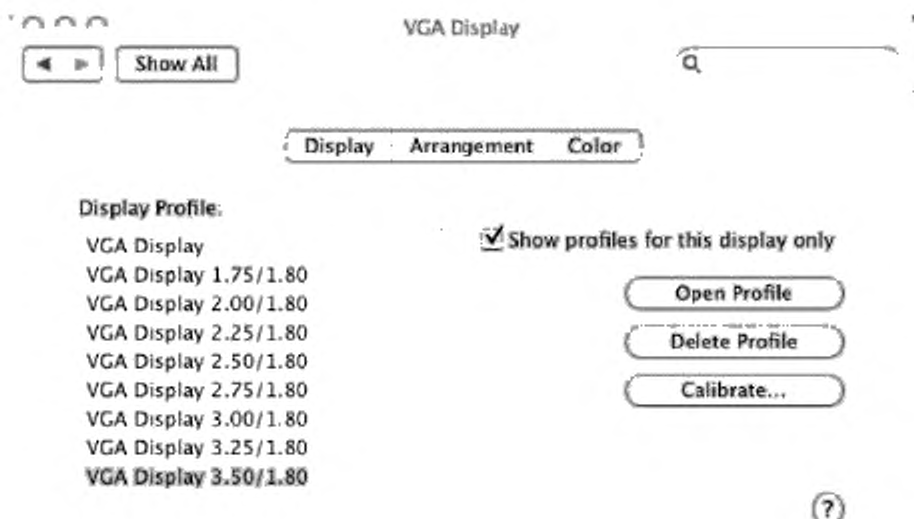 VGA Display
Show All
Display Arrangement Color
Display Profile:
Show profiles for this display only
VGA Display
VGA Display 1.75/1.80
VGA Display 2.00/1.80
VGA Display 2.25/1.80
VGA Display 2.50/1.80
VGA Display 2.75/1.80
VGA Display 3.00/1.80
VGA Display 3.25/1.80
VGA Display 3.50/1.80
Open Profile
Delete Profile
Calibrate...
?